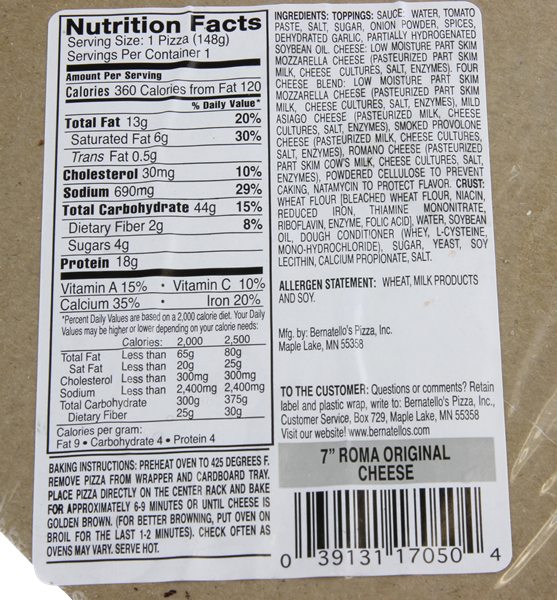 Nutrition Facts
Serving Size: 1 Pizza (148g)
Servings Per Container 1
Amount Per Serving
Calories 360 Calories from Fat 120
% Daily Value*
Total Fat 13g 20%
Saturated Fat 6g 30%
Trans Fat 0.5g
Cholesterol 30mg 10%
Sodium 690mg 29%
Total Carbohydrate 44g 15%
Dietary Fiber 2g 8%
Sugars 4g
Protein 18g
Vitamin A 15% • Vitamin C 10%
Calcium 35% • Iron 20%
*Percent Daily Values are based on a 2,000 calorie diet. Your Daily
Values may be higher or lower depending on your calorie needs:
Calories: 2,000 2,500
Total Fat Less than 65g 80g
Sat Fat Less than 20g 25g
Cholesterol Less than 300mg 300mg
Sodium Less than 2,400mg 2,400mg
Total Carbohydrate 300g 375g
Dietary Fiber 25g 30g
Calories per gram:
Fat 9 • Carbohydrate 4 • Protein 4
BAKING INSTRUCTIONS: PREHEAT OVEN TO 425 DEGREES F.
REMOVE PIZZA FROM WRAPPER AND CARDBOARD TRAY.
PLACE PIZZA DIRECTLY ON THE CENTER RACK AND BAKE
FOR APPROXIMATELY 6-9 MINUTES OR UNTIL CHEESE IS
GOLDEN BROWN. (FOR BETTER BROWNING, PUT OVEN ON
BROIL FOR THE LAST 1-2 MINUTES). CHECK OFTEN AS
OVENS MAY VARY. SERVE HOT.
INGREDIENTS: TOPPINGS: SAUCE: WATER, TOMATO
PASTE, SALT, SUGAR, ONION POWDER, SPICES,
DEHYDRATED GARLIC, PARTIALLY HYDROGENATED
SOYBEAN OIL. CHEESE: LOW MOISTURE PART SKIM
MOZZARELLA CHEESE (PASTEURIZED PART SKIM
MILK, CHEESE CULTURES, SALT, ENZYMES). FOUR
CHEESE BLEND: LOW MOISTURE PART SKIM
MOZZARELLA CHEESE (PASTEURIZED PART SKIM
MILK, CHEESE CULTURES, SALT, ENZYMES), MILD
ASIAGO CHEESE (PASTEURIZED MILK, CHEESE
CULTURES, SALT, ENZYMES), SMOKED PROVOLONE
CHEESE (PASTEURIZED MILK, CHEESE CULTURES,
SALT, ENZYMES), ROMANO CHEESE (PASTEURIZED
PART SKIM COW'S MILK, CHEESE CULTURES, SALT,
ENZYMES), POWDERED CELLULOSE TO PREVENT
CAKING, NATAMYCIN TO PROTECT FLAVOR. CRUST:
WHEAT FLOUR [BLEACHED WHEAT FLOUR, NIACIN,
REDUCED IRON, THIAMINE MONONITRATE,
RIBOFLAVIN, ENZYME, FOLIC ACID], WATER, SOYBEAN
OIL, DOUGH CONDITIONER (WHEY, L-CYSTEINE,
MONO-HYDROCHLORIDE), SUGAR, YEAST, SOY
LECITHIN, CALCIUM PROPIONATE, SALT.
ALLERGEN STATEMENT: WHEAT, MILK PRODUCTS
AND SOY.
Mfg. by: Bernatello's Pizza, Inc.
Maple Lake, MN 55358
TO THE CUSTOMER: Questions or comments? Retain
label and plastic wrap, write to: Bernatello's Pizza, Inc.,
Customer Service, Box 729, Maple Lake, MN 55358
Visit our website! www.bernatellos.com
7" ROMA ORIGINAL
CHEESE
0 39131 17050 4